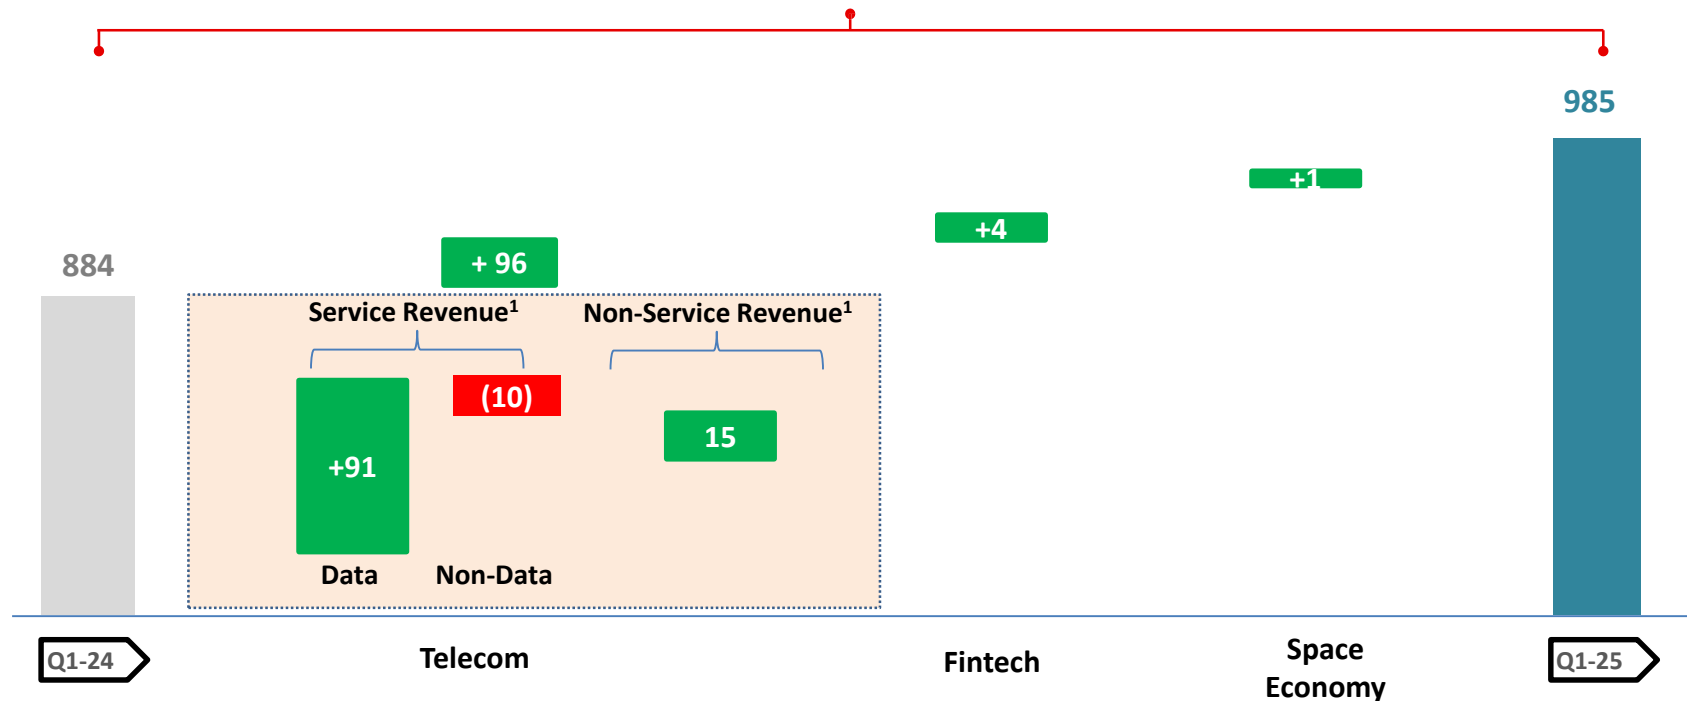 985
884
+ 96
+4
+1
Service Revenue1
Non-Service Revenue1
+91
(10)
15
Data
Non-Data
Q1-24
Telecom
Fintech
Space
Economy
Q1-25